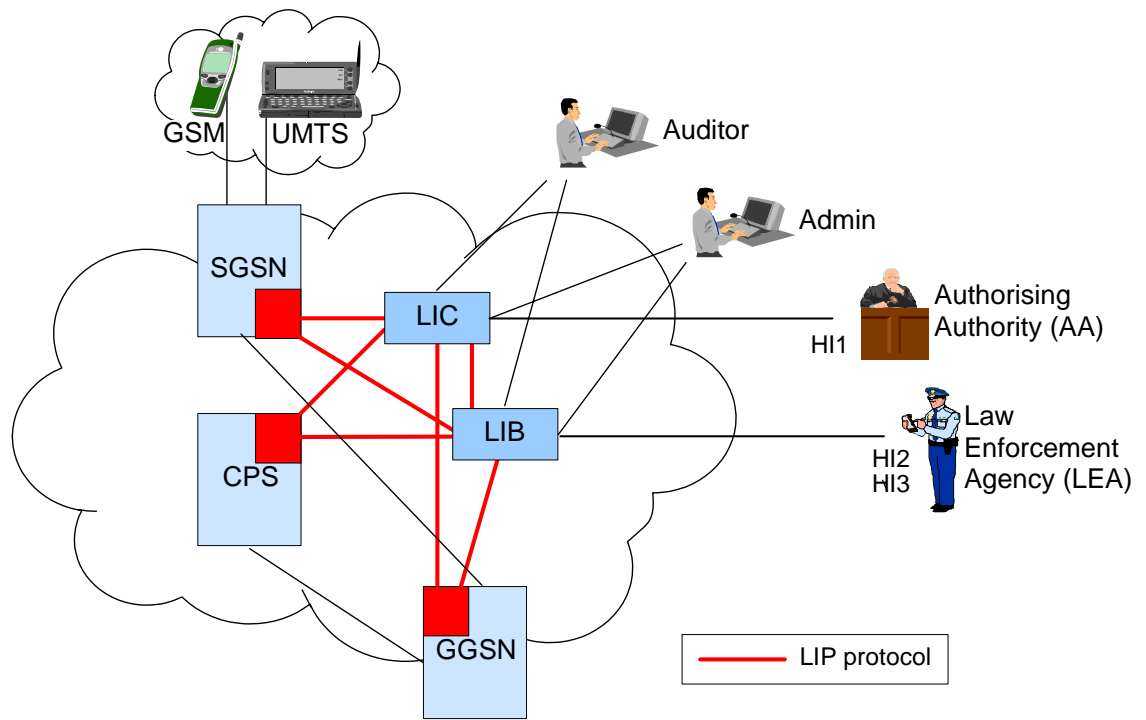 GSM
UMTS
Auditor
Admin
SGSN
LIC
Authorising
Authority (AA)
HI1
LIB
Law
Enforcement
Agency (LEA)
HI2
HI3
CPS
GGSN
LIP protocol